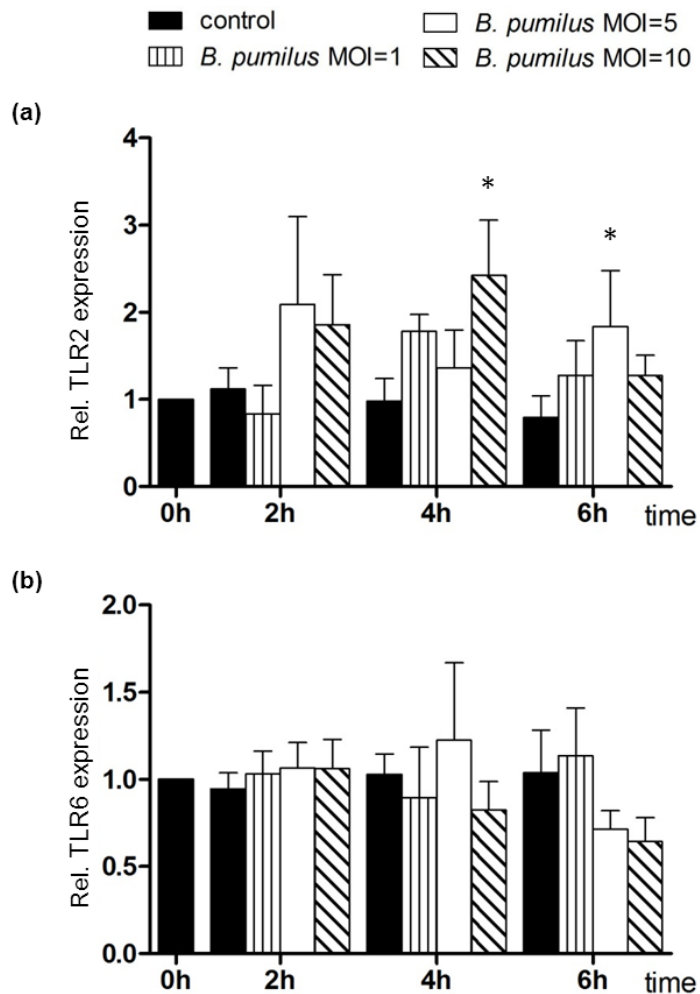 control
B. pumilus MOI=5
B. pumilus MOI=1
B. pumilus MOI=10
(a)
Rel. TLR2 expression
4
3
2
1
0
*
*
0h
2h
4h
6h
time
(b)
Rel. TLR6 expression
2.0
1.5
1.0
0.5
0.0
0h
2h
4h
6h
time